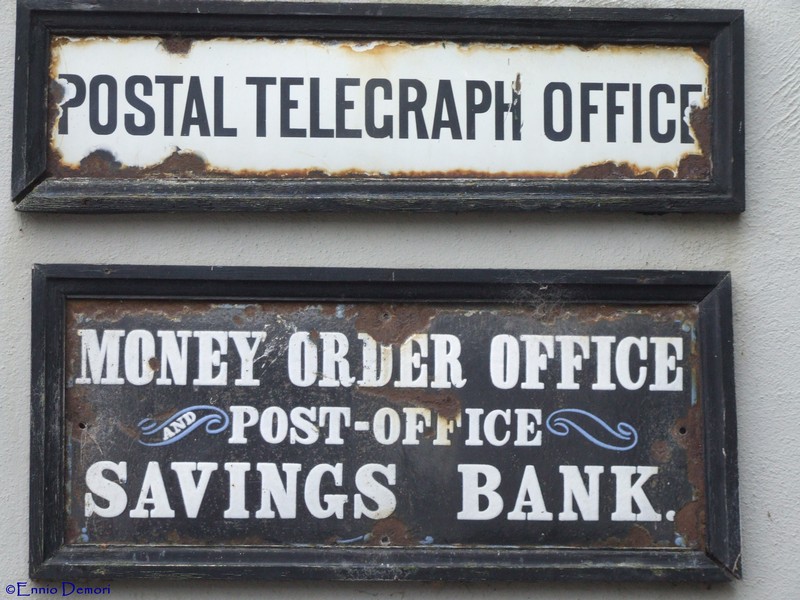 POSTAL TELEGRAPH OFFICE
MONEY ORDER OFFICE
AND POST-OFFICE
SAVINGS BANK.
©Ennio Demori